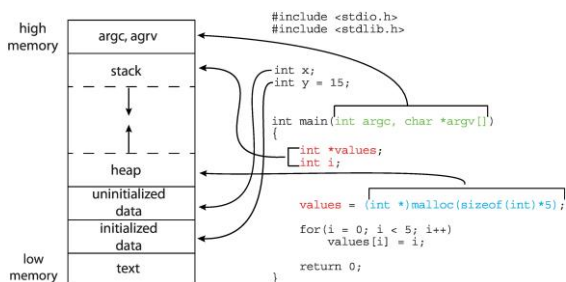 high
memory
argc, agrv
stack
heap
uninitialized
data
initialized
data
low
memory
text
#include <stdio.h>
#include <stdlib.h>
int x;
int y = 15;
int main(int argc, char *argv[])
{
int *values;
int i;
values = (int *)malloc(sizeof(int)*5);
for(i = 0; i < 5; i++)
values[i] = i;
return 0;
}